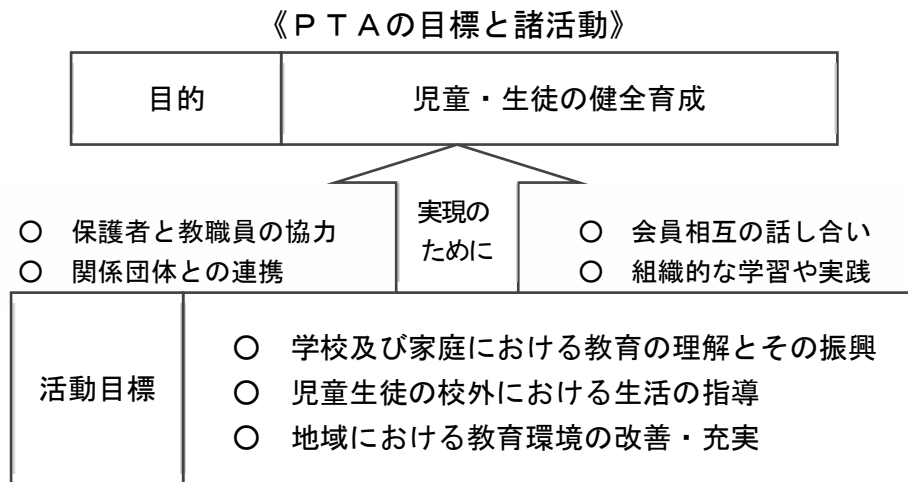 《ＰＴＡの目標と諸活動》
目的
児童・生徒の健全育成
実現の
ために
○ 保護者と教職員の協力
○ 関係団体との連携
○ 会員相互の話し合い
○ 組織的な学習や実践
活動目標
○ 学校及び家庭における教育の理解とその振興
○ 児童生徒の校外における生活の指導
○ 地域における教育環境の改善・充実